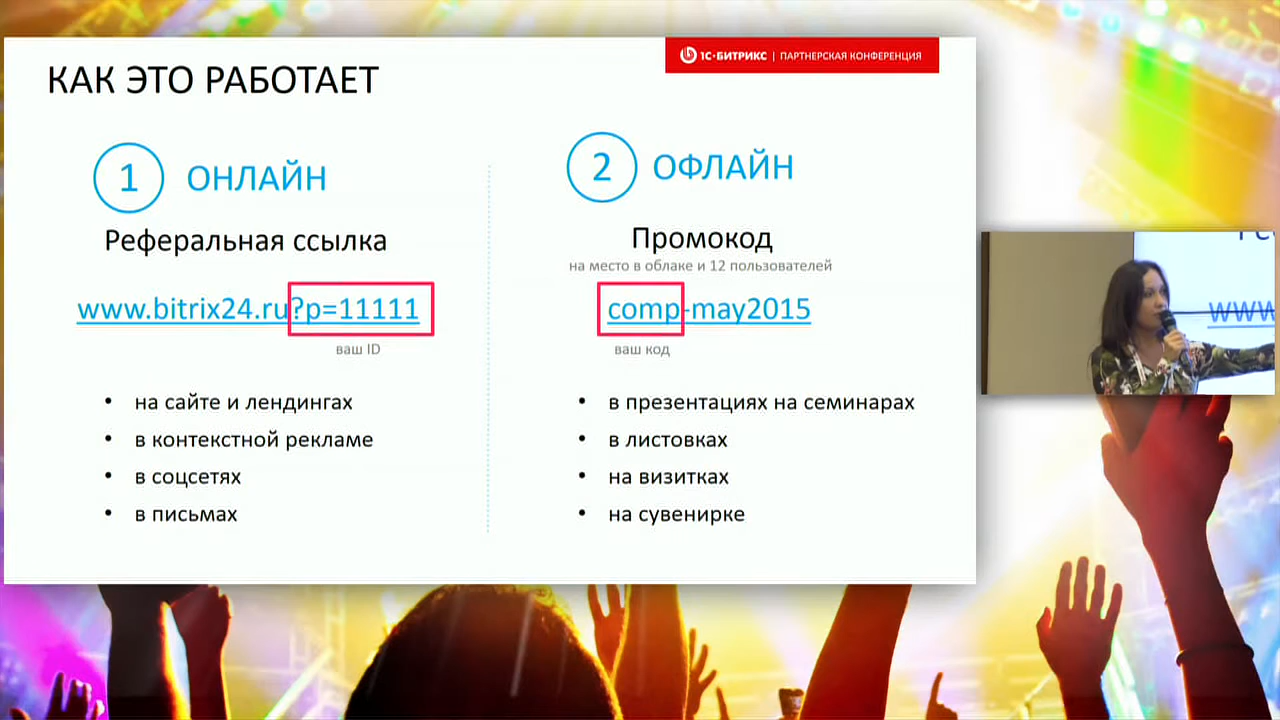 КАК ЭТО РАБОТАЕТ
1С·БИТРИКС | ПАРТНЕРСКАЯ КОНФЕРЕНЦИЯ
1 ОНЛАЙН
Реферальная ссылка
www.bitrix24.ru?p=11111
ваш ID
• на сайте и лендингах
• в контекстной рекламе
• в соцсетях
• в письмах
2 ОФЛАЙН
Промокод
на место в облаке и 12 пользователей
comp-may2015
ваш код
• в презентациях на семинарах
• в листовках
• на визитках
• на сувенирке
www